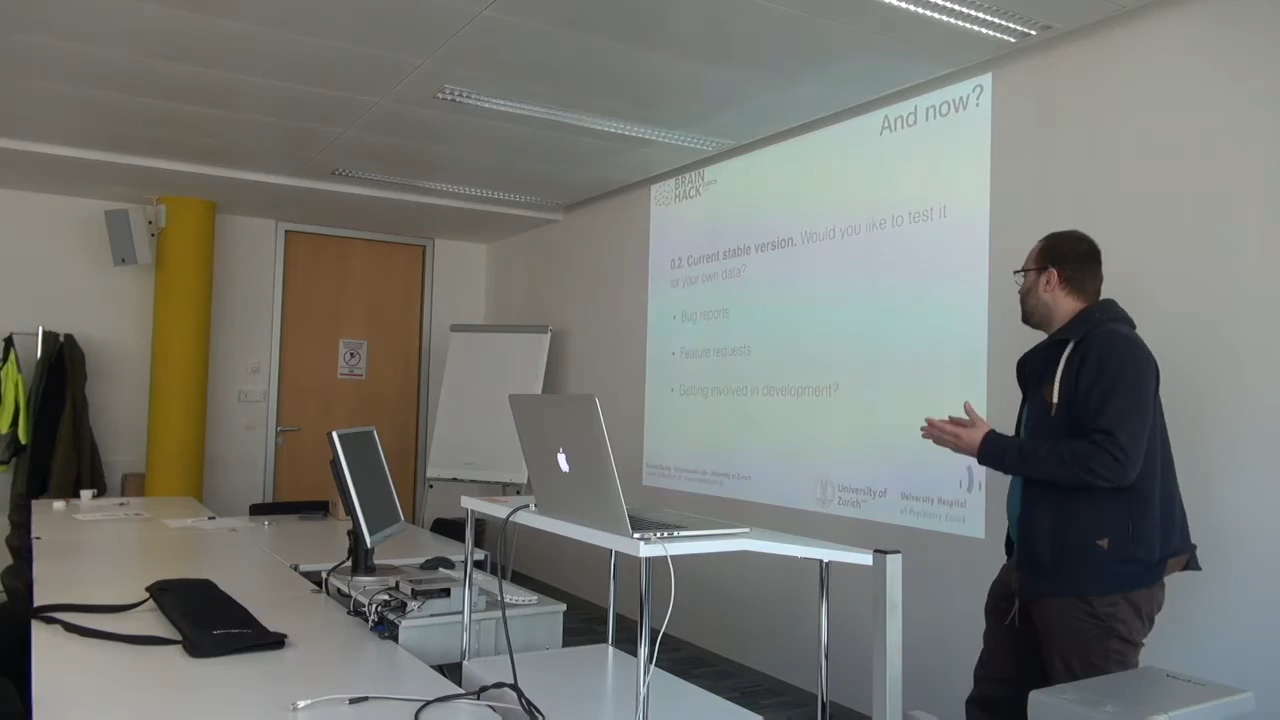 And now?
BRAIN
HACK
0.2. Current stable version. Would you like to test it
for your own data?
• Bug reports
• Feature requests
• Getting involved in development?
University of
Zurich
University Hospital
of Psychiatry Zurich